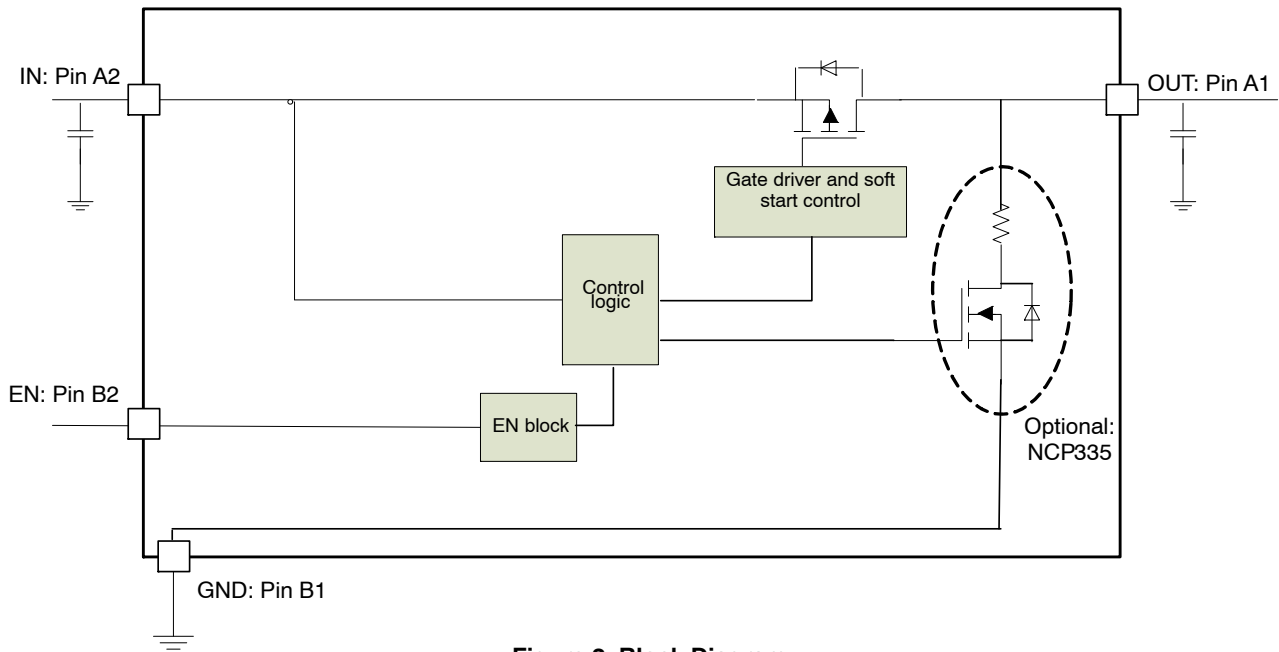 IN: Pin A2
OUT: Pin A1
Gate driver and soft
start control
Control
logic
EN: Pin B2
EN block
Optional:
NCP335
GND: Pin B1